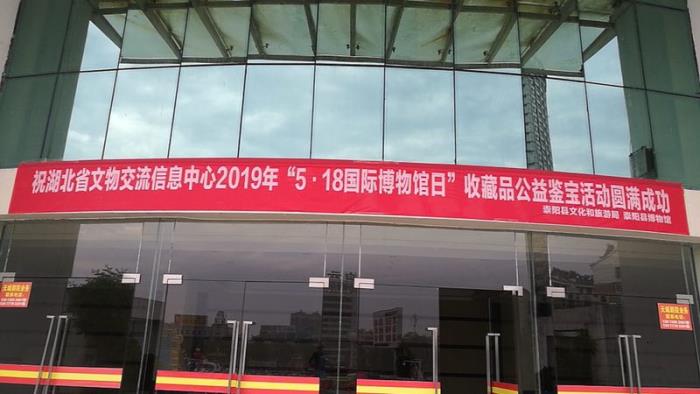 祝湖北省文物交流信息中心2019年“5·18国际博物馆日”收藏品公益鉴宝活动圆满成功
崇阳县文化和旅游局 崇阳县博物馆